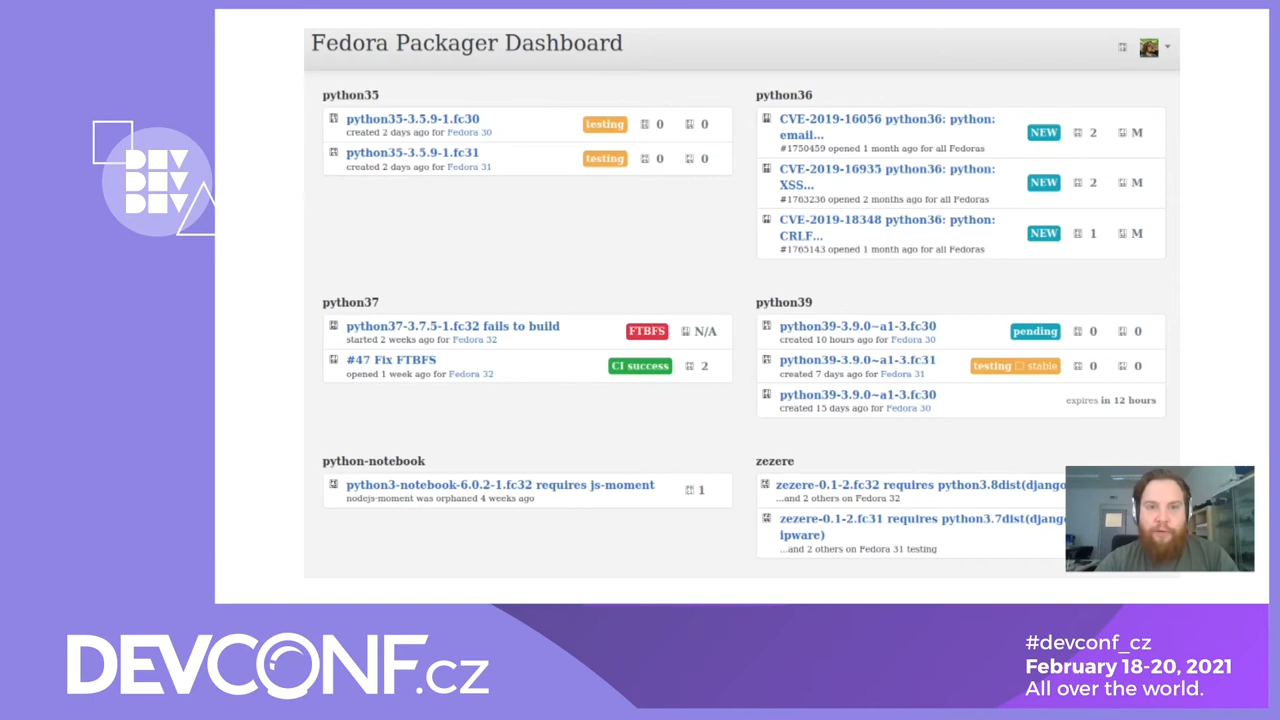 Fedora Packager Dashboard
python35
python35-3.5.9-1.fc30
created 2 days ago for Fedora 30
testing 0 0
python35-3.5.9-1.fc31
created 2 days ago for Fedora 31
testing 0 0
python36
CVE-2019-16056 python36: python:
email...
#1750459 opened 1 month ago for all Fedoras
NEW 2 M
CVE-2019-16935 python36: python:
XSS...
#1763236 opened 2 months ago for all Fedoras
NEW 2 M
CVE-2019-18348 python36: python:
CRLF...
#1765143 opened 1 month ago for all Fedoras
NEW 1 M
python37
python37-3.7.5-1.fc32 fails to build
started 2 weeks ago for Fedora 32
FTBFS N/A
#47 Fix FTBFS
opened 1 week ago for Fedora 32
CI success 2
python39
python39-3.9.0~a1-3.fc30
created 10 hours ago for Fedora 30
pending 0 0
python39-3.9.0~a1-3.fc31
created 7 days ago for Fedora 31
testing stable 0 0
python39-3.9.0~a1-3.fc30
created 15 days ago for Fedora 30
expires in 12 hours
python-notebook
python3-notebook-6.0.2-1.fc32 requires js-moment
nodejs-moment was orphaned 4 weeks ago
1
zezere
zezere-0.1-2.fc32 requires python3.8dist(django
...and 2 others on Fedora 32
zezere-0.1-2.fc31 requires python3.7dist(django
ipware)
...and 2 others on Fedora 31 testing
DEV
DEV
DEV
DEVCONF.cz
#devconf_cz
February 18-20, 2021
All over the world.